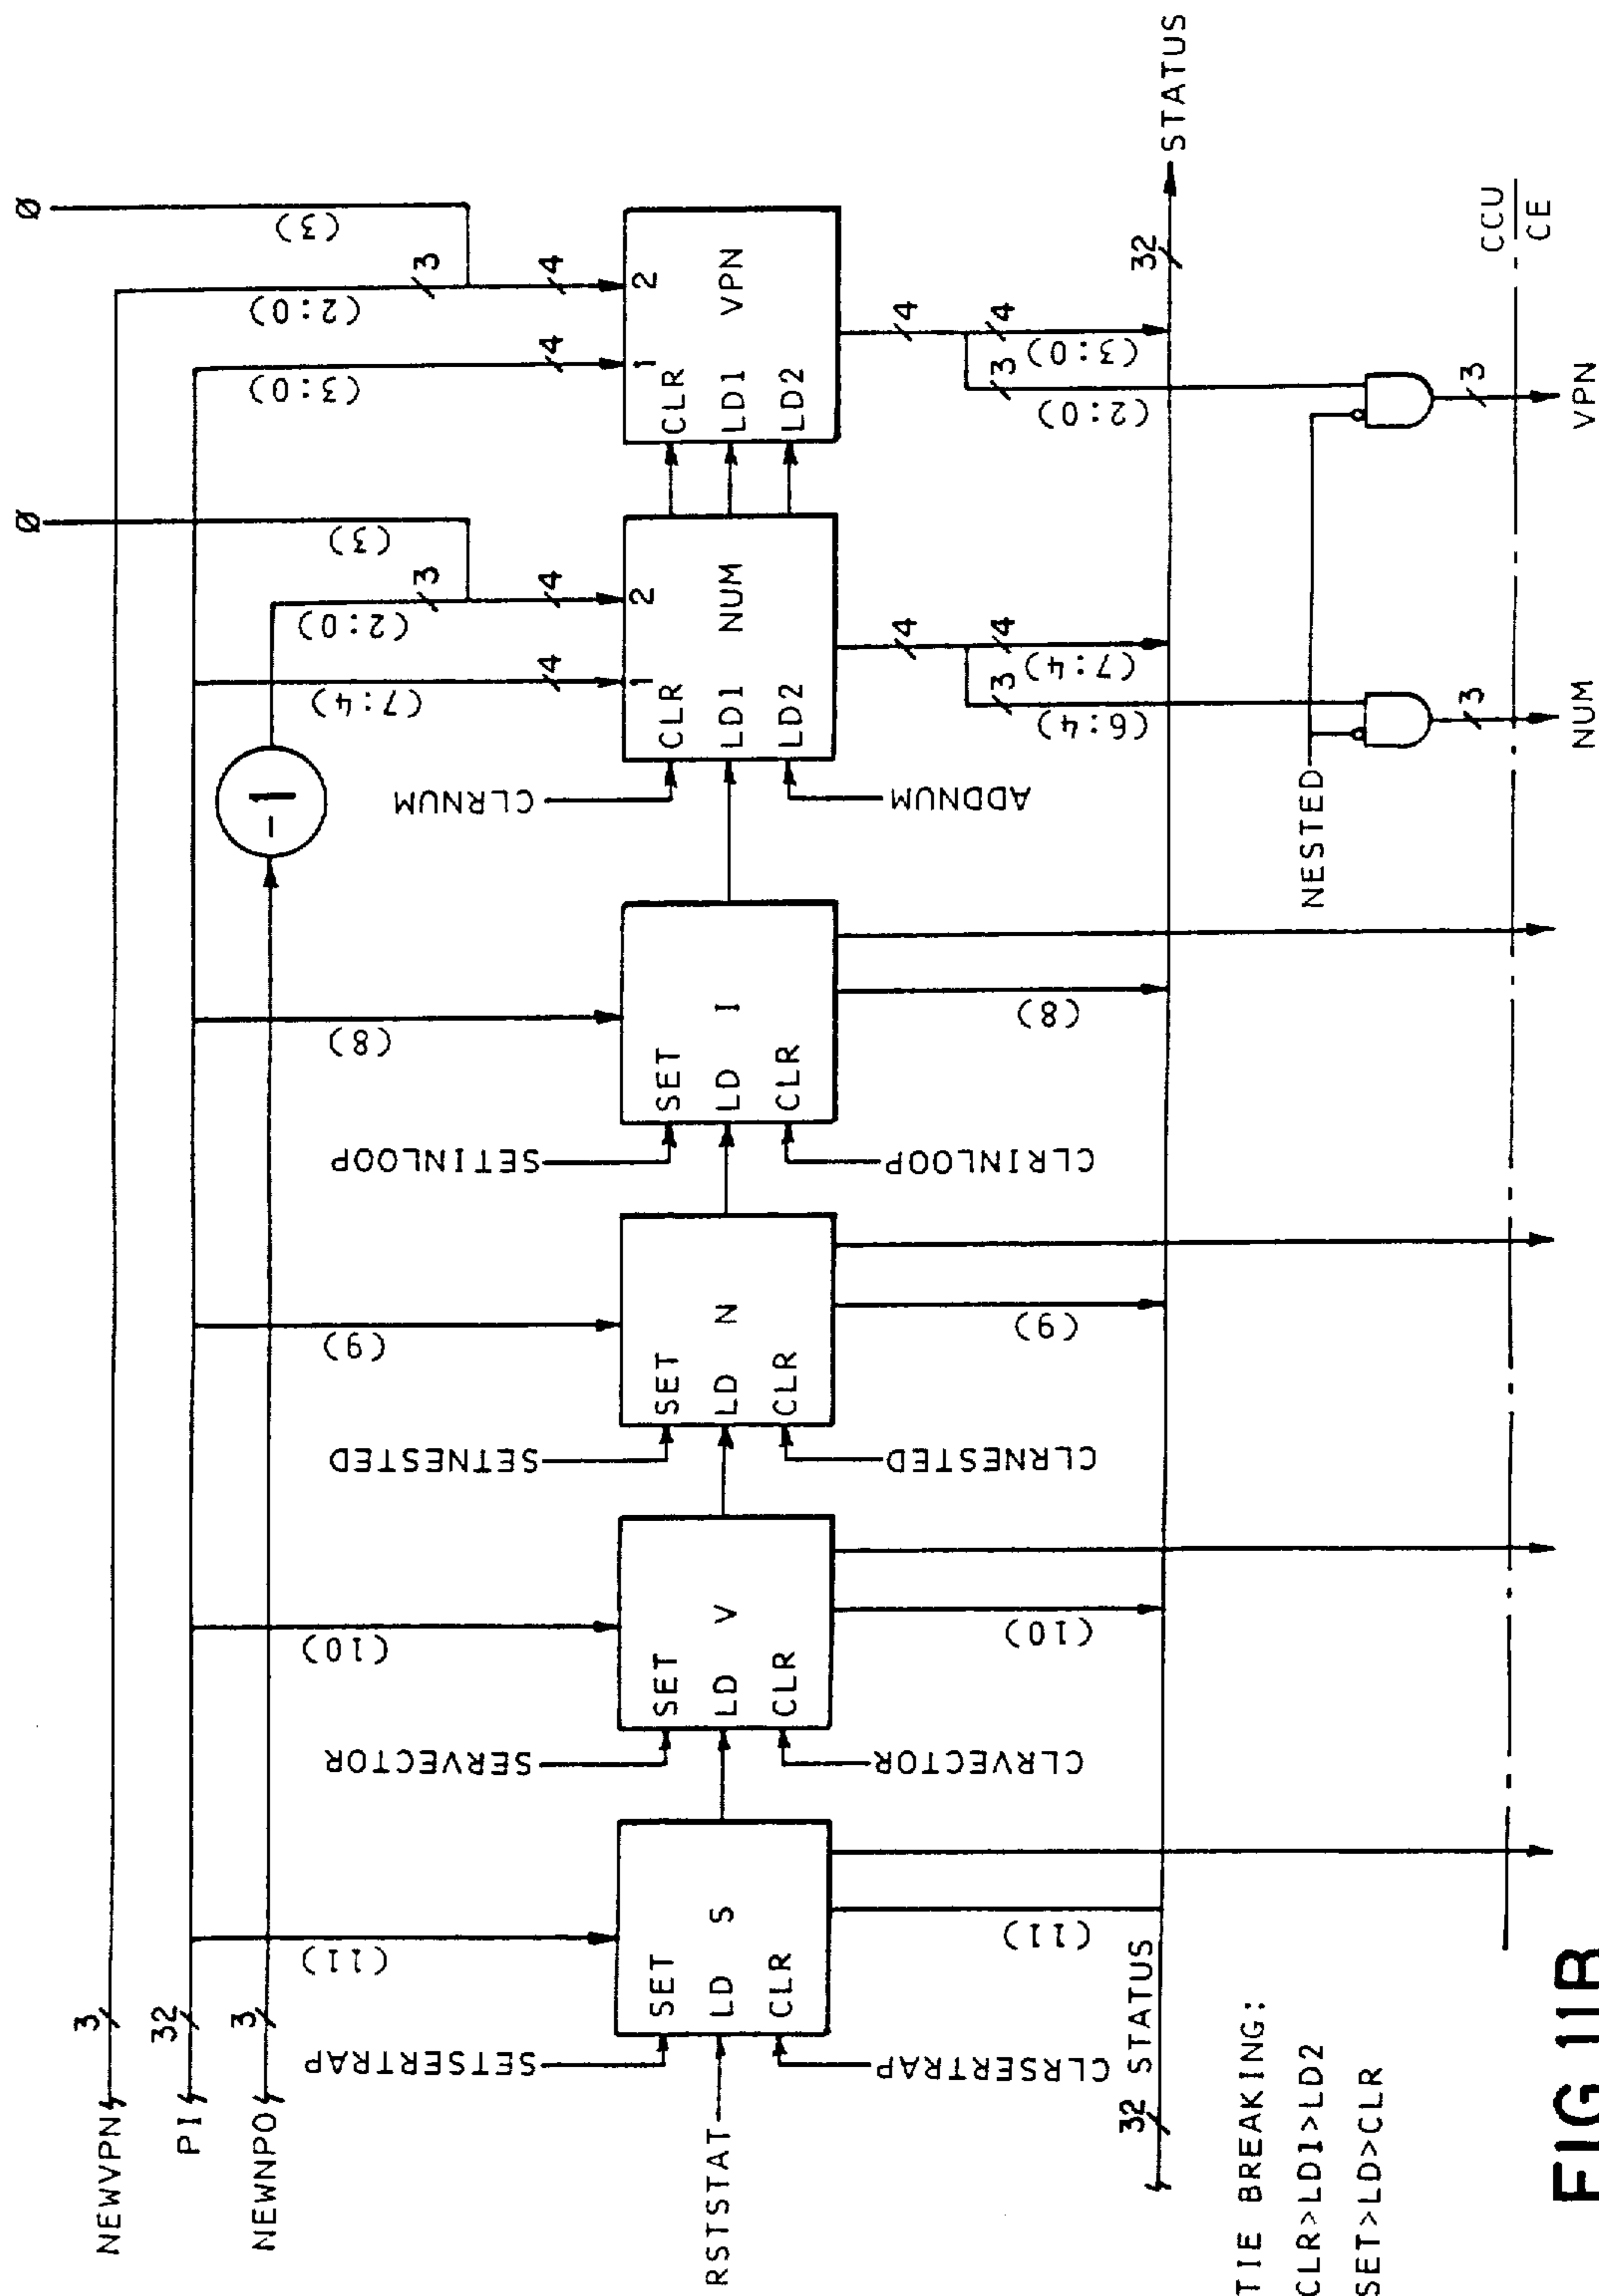 NEWVPN
3
PI
32
NEWNPO
3
Ø
Ø
(3)
(3)
-1
(11)
(10)
(9)
(8)
(7:4)
4
(2:0)
3
4
(3:0)
4
(2:0)
3
4
SETSERTRAP
SERVECTOR
SETNESTED
SETINLOOP
CLRNUM
RSTSTAT
SET
LD S
CLR
SET
LD V
CLR
SET
LD N
CLR
SET
LD I
CLR
1 2
CLR
LD1 NUM
LD2
1 2
CLR
LD1 VPN
LD2
CLRSERTRAP
CLRVECTOR
CLRNESTED
CLRINLOOP
ADDNUM
(11)
(10)
(9)
(8)
4
3
(6:4)
4
(7:4)
4
3
(2:0)
4
(3:0)
32 STATUS
32
STATUS
NESTED
3
3
CCU
CE
NUM
VPN
TIE BREAKING:
CLR>LD1>LD2
SET>LD>CLR
FIG 11B